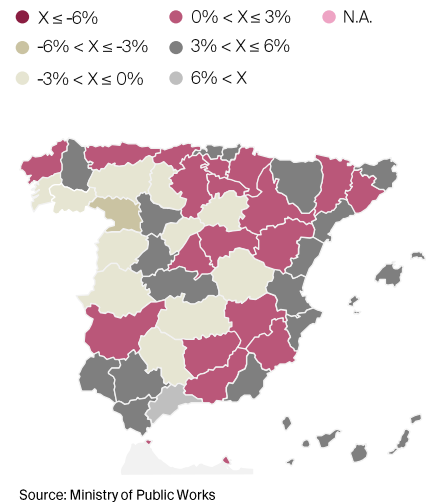 X ≤ -6%
0% < X ≤ 3%
N.A.
-6% < X ≤ -3%
3% < X ≤ 6%
-3% < X ≤ 0%
6% < X
Source: Ministry of Public Works